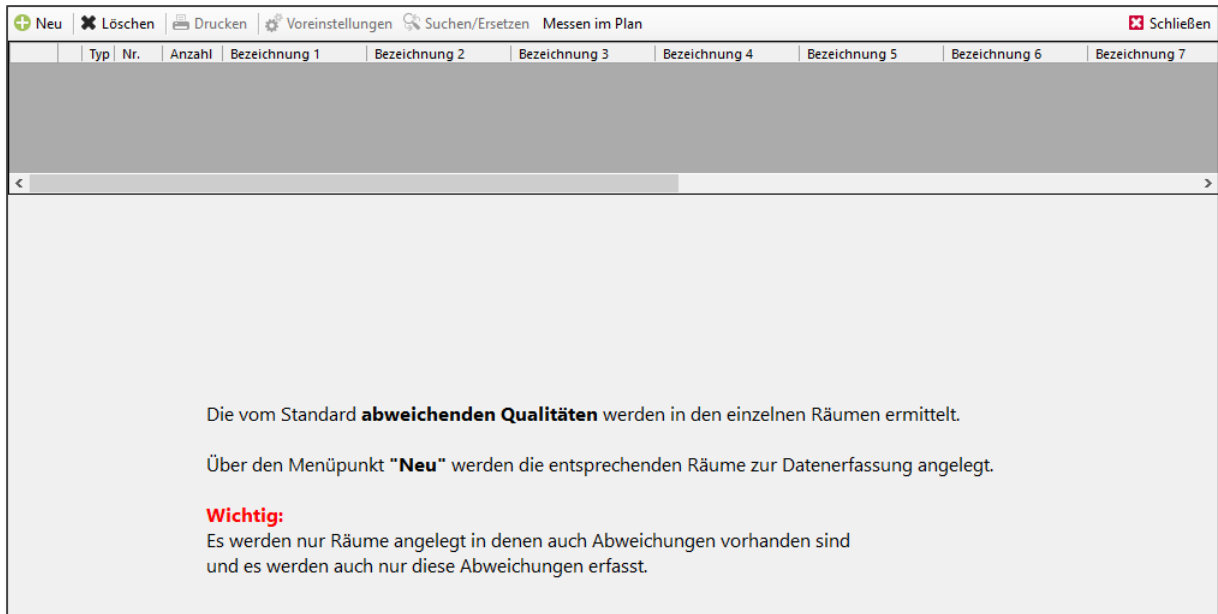 Neu Löschen Drucken Voreinstellungen Suchen/Ersetzen Messen im Plan Schließen
Typ Nr. Anzahl Bezeichnung 1 Bezeichnung 2 Bezeichnung 3 Bezeichnung 4 Bezeichnung 5 Bezeichnung 6 Bezeichnung 7
Die vom Standard abweichenden Qualitäten werden in den einzelnen Räumen ermittelt.
Über den Menüpunkt "Neu" werden die entsprechenden Räume zur Datenerfassung angelegt.
Wichtig:
Es werden nur Räume angelegt in denen auch Abweichungen vorhanden sind
und es werden auch nur diese Abweichungen erfasst.